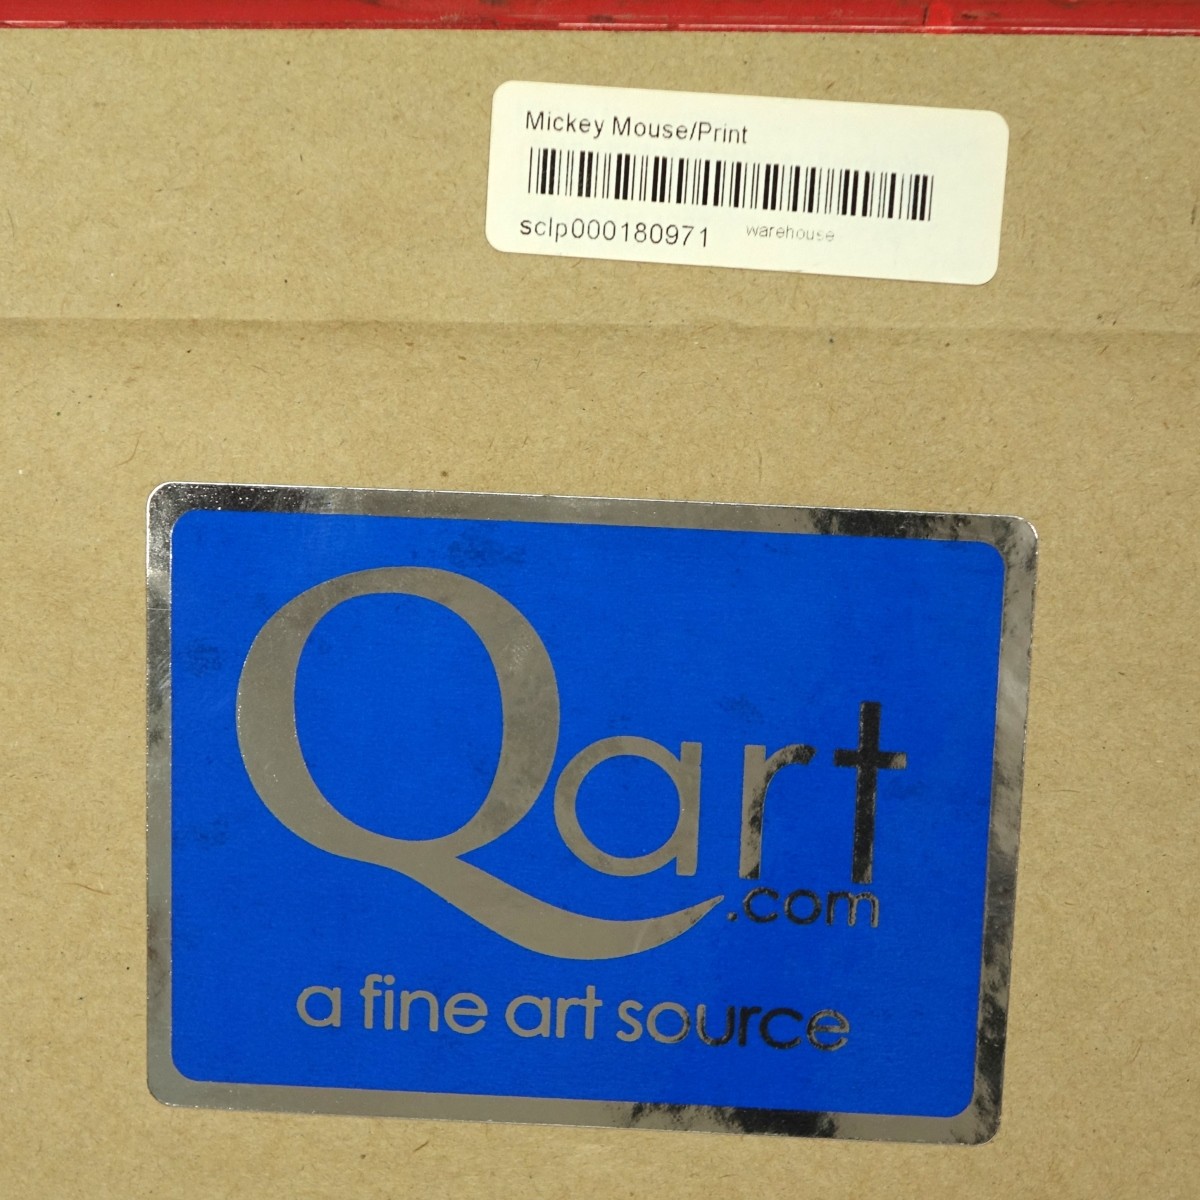 Mickey Mouse/Print
sclp000180971 warehouse
Qart
.com
a fine art source